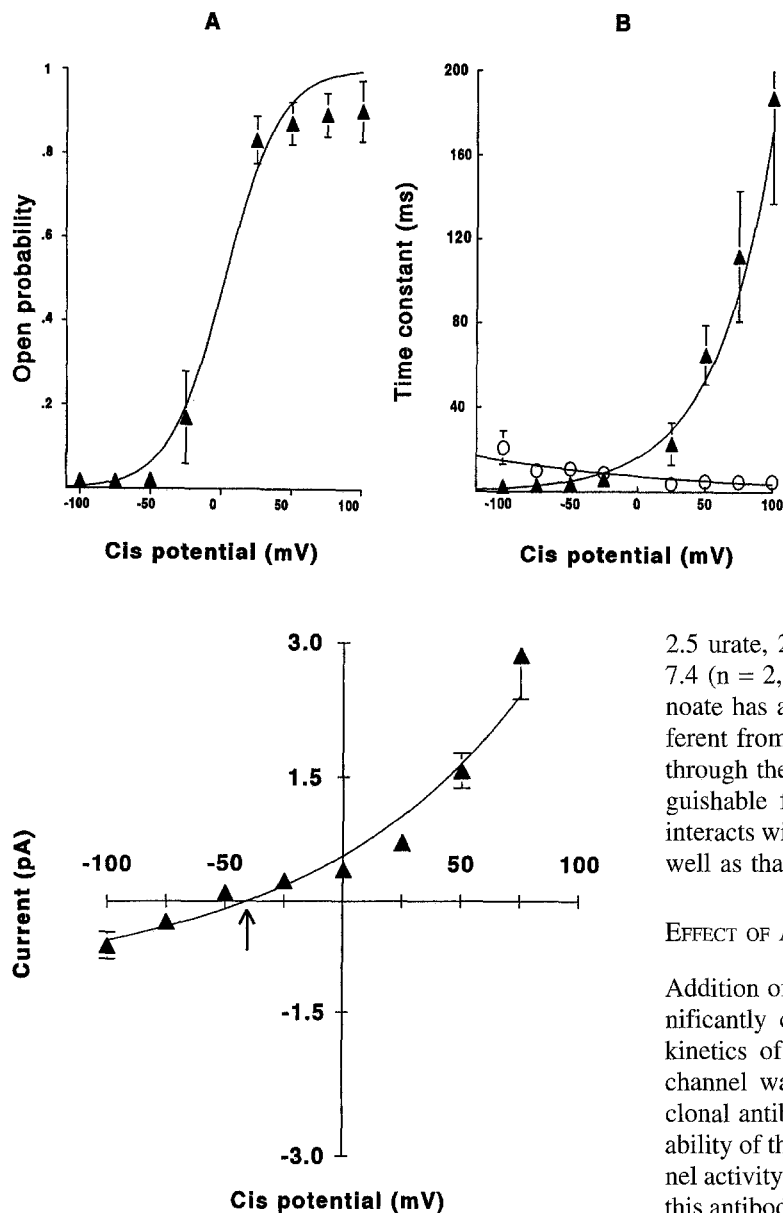 A
B
Open probability
1
.8
.6
.4
.2
-100
-50
0
50
100
Cis potential (mV)
Time constant (ms)
200
160
120
80
40
-100
-50
0
50
100
Cis potential (mV)
Current (pA)
3.0
1.5
-100
-50
50
100
-1.5
-3.0
Cis potential (mV)
2.5 urate, 2
7.4 (n = 2,
noate has a
ferent from
through the
guishable f
interacts wi
well as tha
EFFECT OF A
Addition of
nificantly c
kinetics of
channel wa
clonal antib
ability of th
nel activity
this antibod